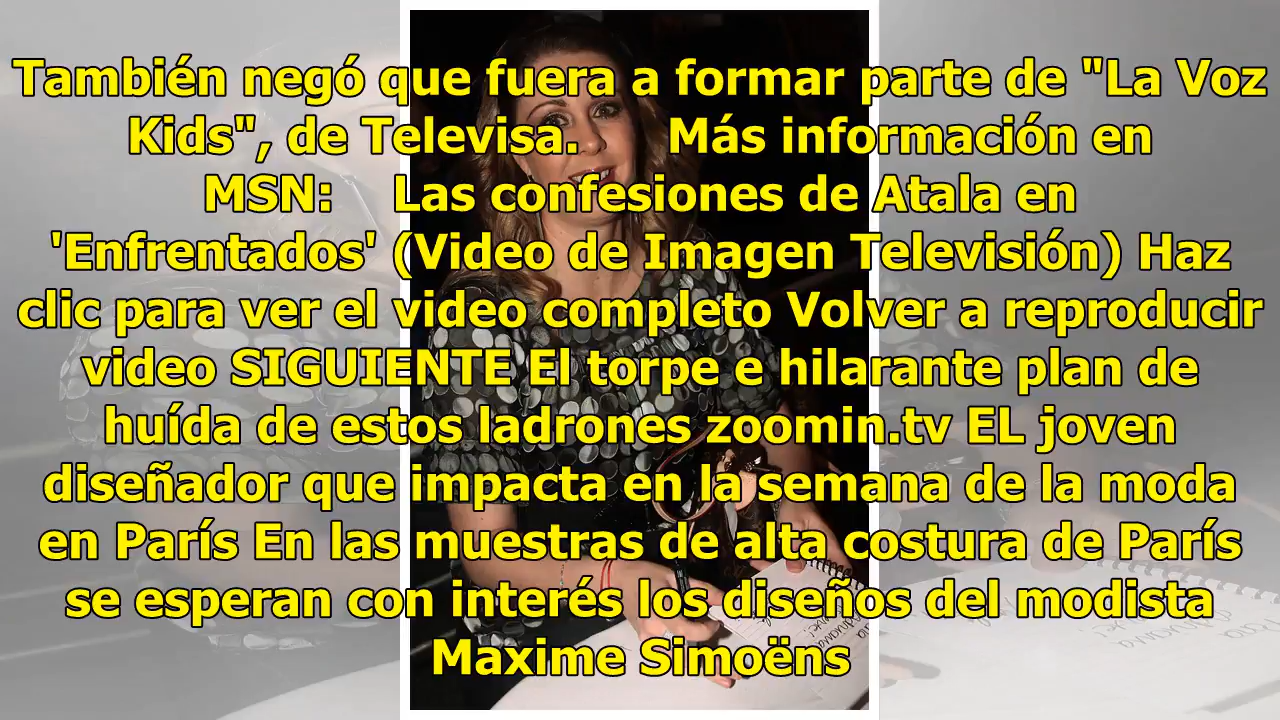 También negó que fuera a formar parte de "La Voz
Kids", de Televisa. Más información en
MSN: Las confesiones de Atala en
'Enfrentados' (Video de Imagen Televisión) Haz
clic para ver el video completo Volver a reproducir
video SIGUIENTE El torpe e hilarante plan de
huída de estos ladrones zoomin.tv EL joven
diseñador que impacta en la semana de la moda
en París En las muestras de alta costura de París
se esperan con interés los diseños del modista
Maxime Simoëns